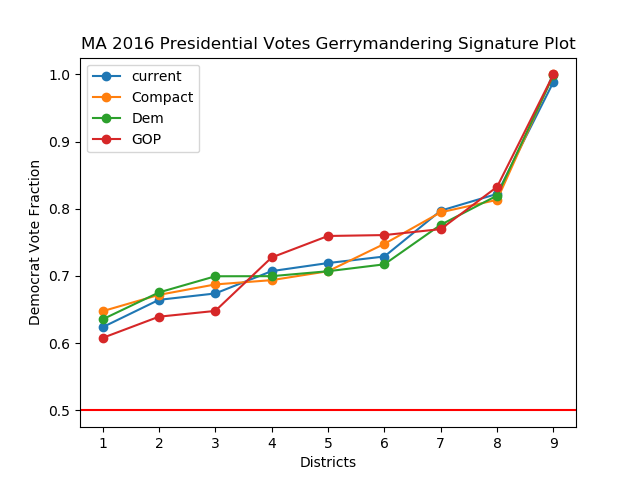 MA 2016 Presidential Votes Gerrymandering Signature Plot
current
Compact
Dem
GOP
1.0
0.9
0.8
0.7
0.6
0.5
Democrat Vote Fraction
1 2 3 4 5 6 7 8 9
Districts